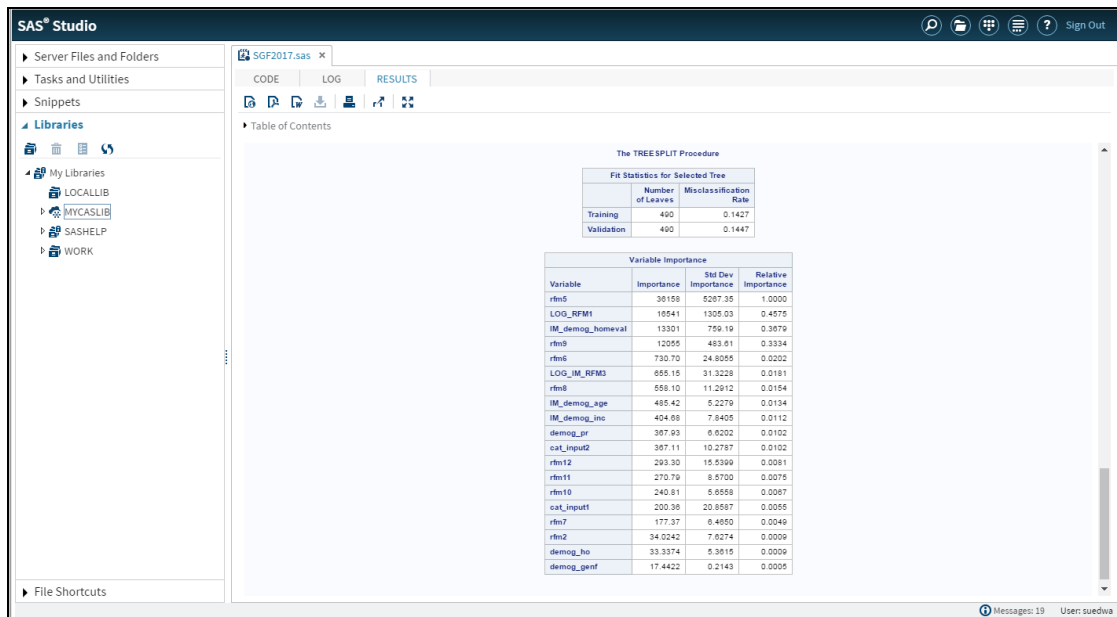 SAS® Studio
Sign Out
Server Files and Folders
Tasks and Utilities
Snippets
Libraries
My Libraries
LOCALLIB
MYCASLIB
SASHELP
WORK
File Shortcuts
SGF2017.sas ×
CODE LOG RESULTS
Table of Contents
The TREESPLIT Procedure
Fit Statistics for Selected Tree
Number of Leaves Misclassification Rate
Training 490 0.1427
Validation 490 0.1447
Variable Importance
Variable Importance Std Dev Importance Relative Importance
rfm5 36158 5267.35 1.0000
LOG_RFM1 16541 1305.03 0.4575
IM_demog_homeval 13301 759.19 0.3679
rfm9 12055 483.61 0.3334
rfm6 730.70 24.8055 0.0202
LOG_IM_RFM3 655.15 31.3228 0.0181
rfm8 558.10 11.2912 0.0154
IM_demog_age 485.42 5.2279 0.0134
IM_demog_inc 404.68 7.8405 0.0112
demog_pr 367.93 6.6202 0.0102
cat_input2 367.11 10.2787 0.0102
rfm12 293.30 15.5399 0.0081
rfm11 270.79 8.5700 0.0075
rfm10 240.81 5.6558 0.0067
cat_input1 200.36 20.8587 0.0055
rfm7 177.37 6.4650 0.0049
rfm2 34.0242 7.6274 0.0009
demog_ho 33.3374 5.3615 0.0009
demog_genf 17.4422 0.2143 0.0005
Messages: 19 User: suedwa